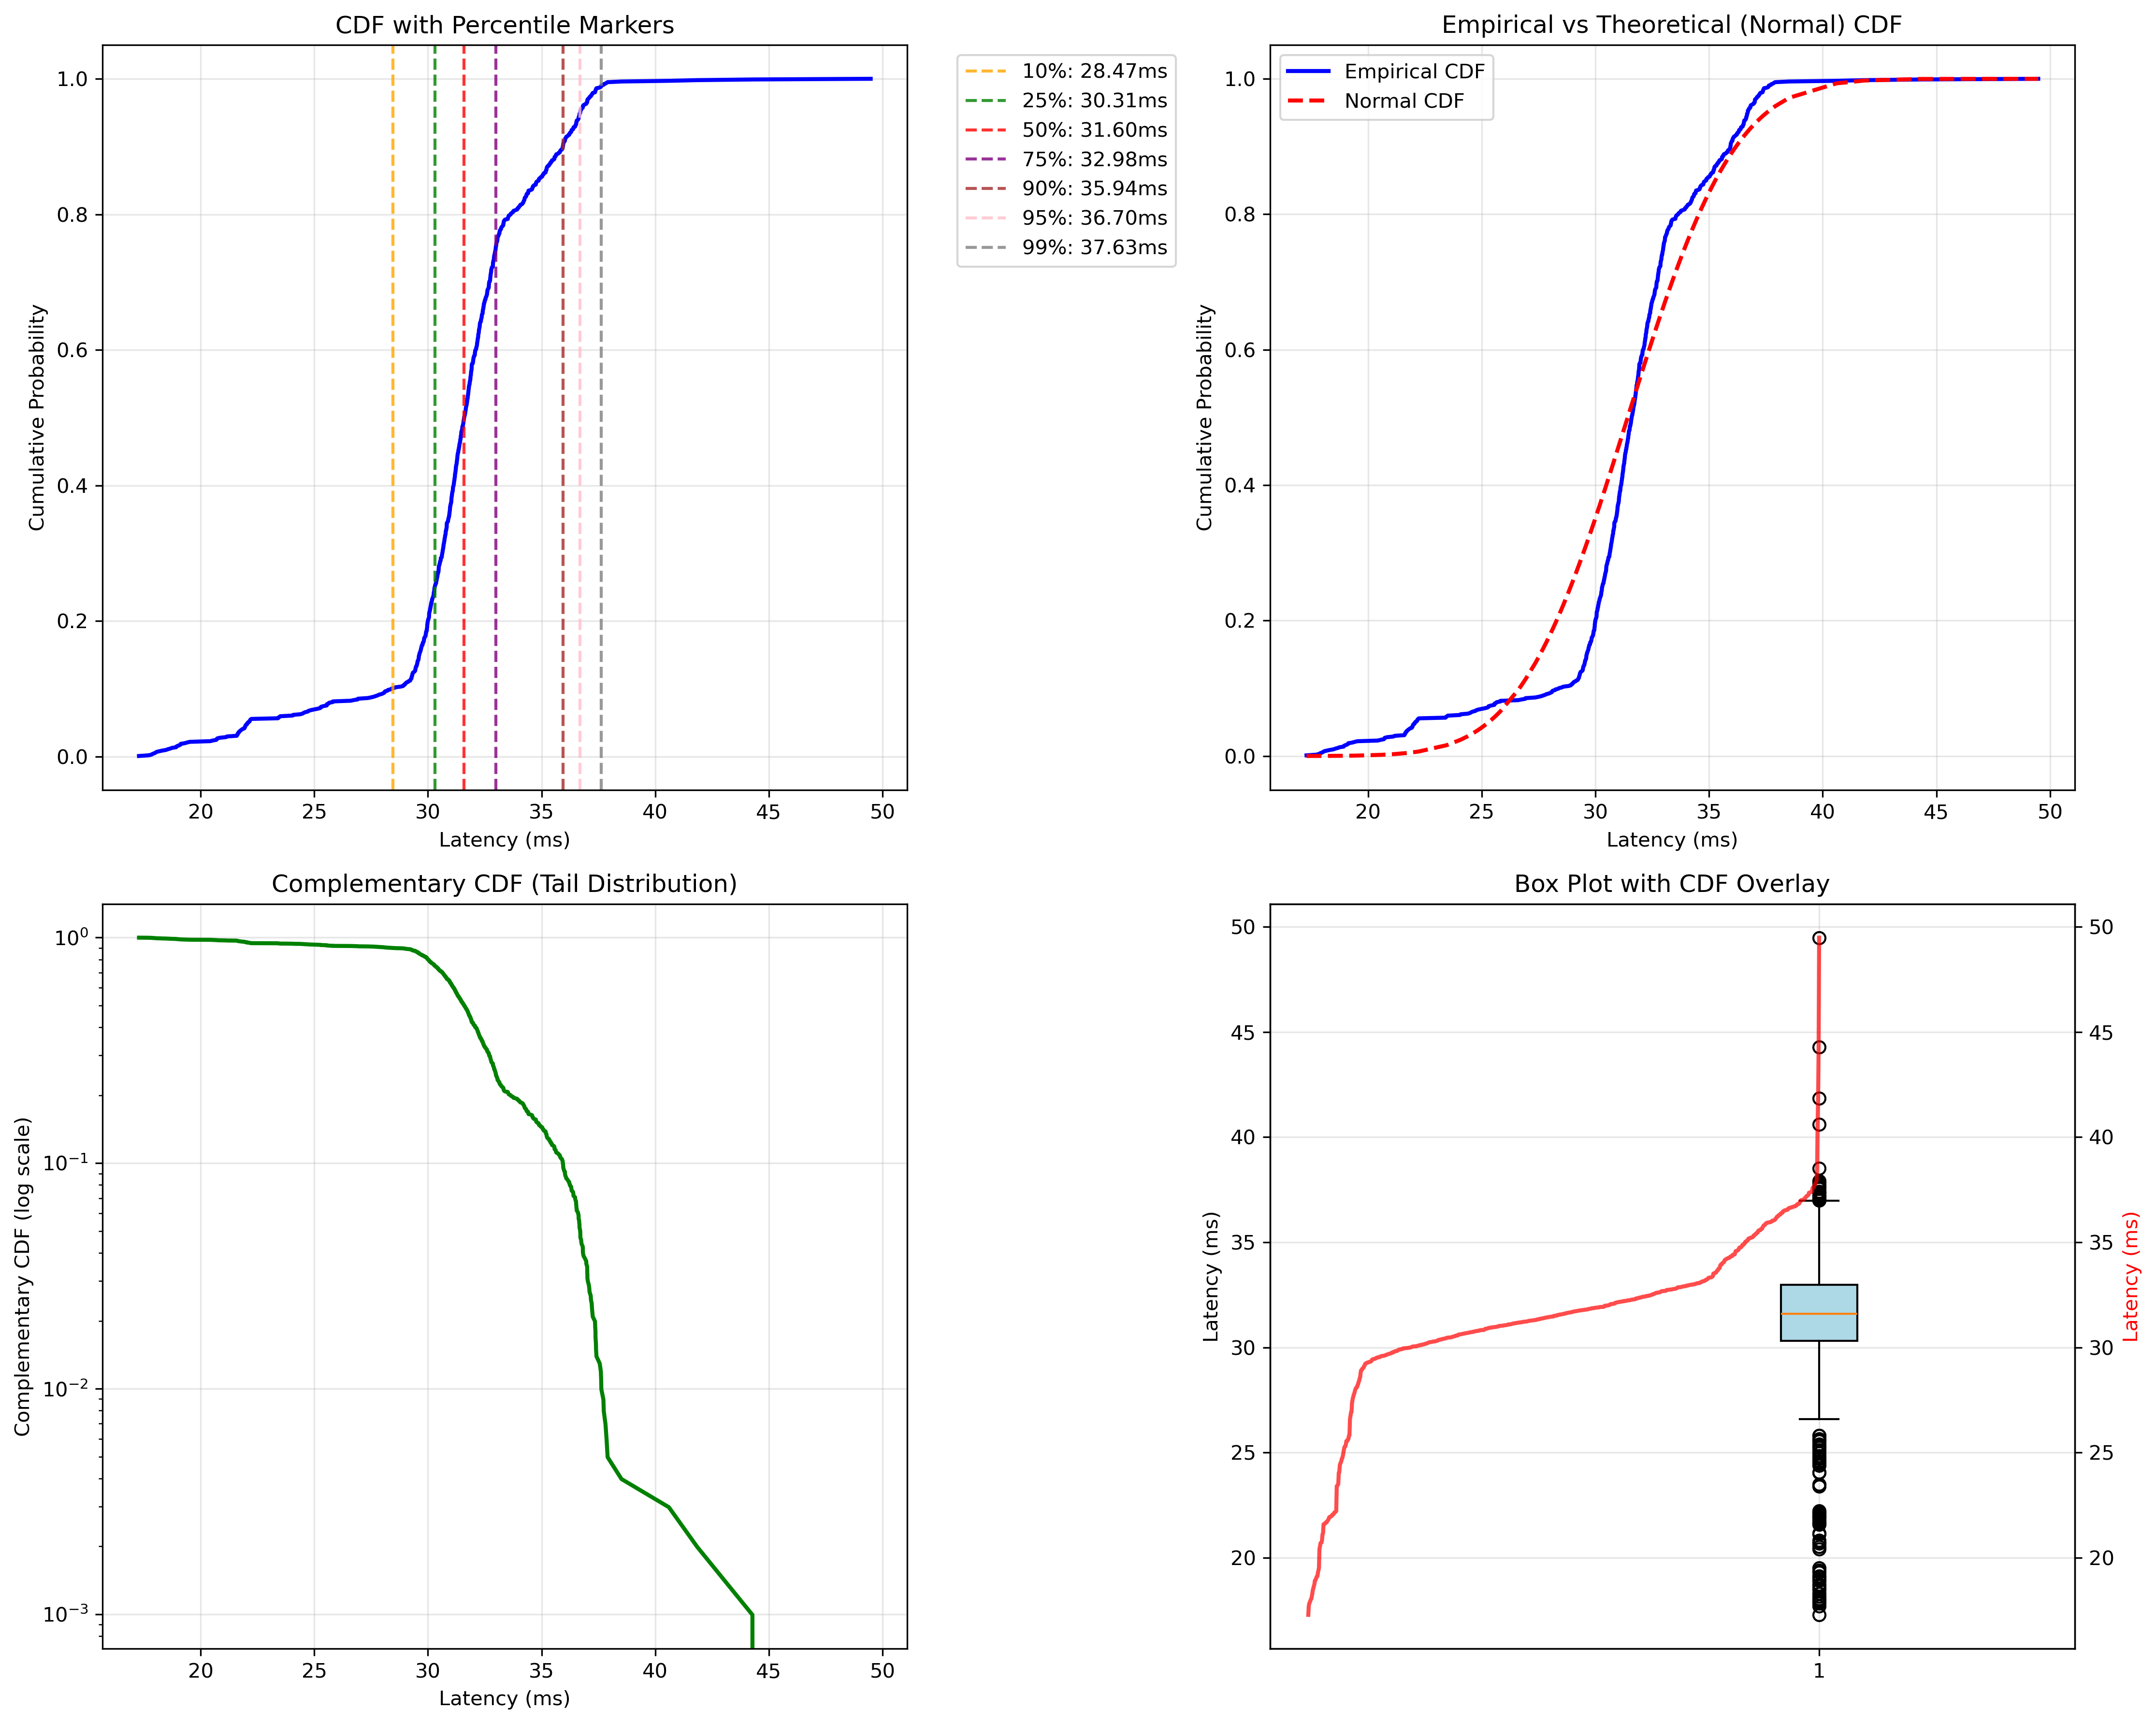 CDF with Percentile Markers
1.0
0.8
0.6
0.4
0.2
0.0
Cumulative Probability
20 25 30 35 40 45 50
Latency (ms)
10%: 28.47ms
25%: 30.31ms
50%: 31.60ms
75%: 32.98ms
90%: 35.94ms
95%: 36.70ms
99%: 37.63ms
Empirical vs Theoretical (Normal) CDF
Empirical CDF
Normal CDF
1.0
0.8
0.6
0.4
0.2
0.0
Cumulative Probability
20 25 30 35 40 45 50
Latency (ms)
Complementary CDF (Tail Distribution)
10⁰
10⁻¹
10⁻²
10⁻³
Complementary CDF (log scale)
20 25 30 35 40 45 50
Latency (ms)
Box Plot with CDF Overlay
50
45
40
35
30
25
20
Latency (ms)
1
50
45
40
35
30
25
20
Latency (ms)